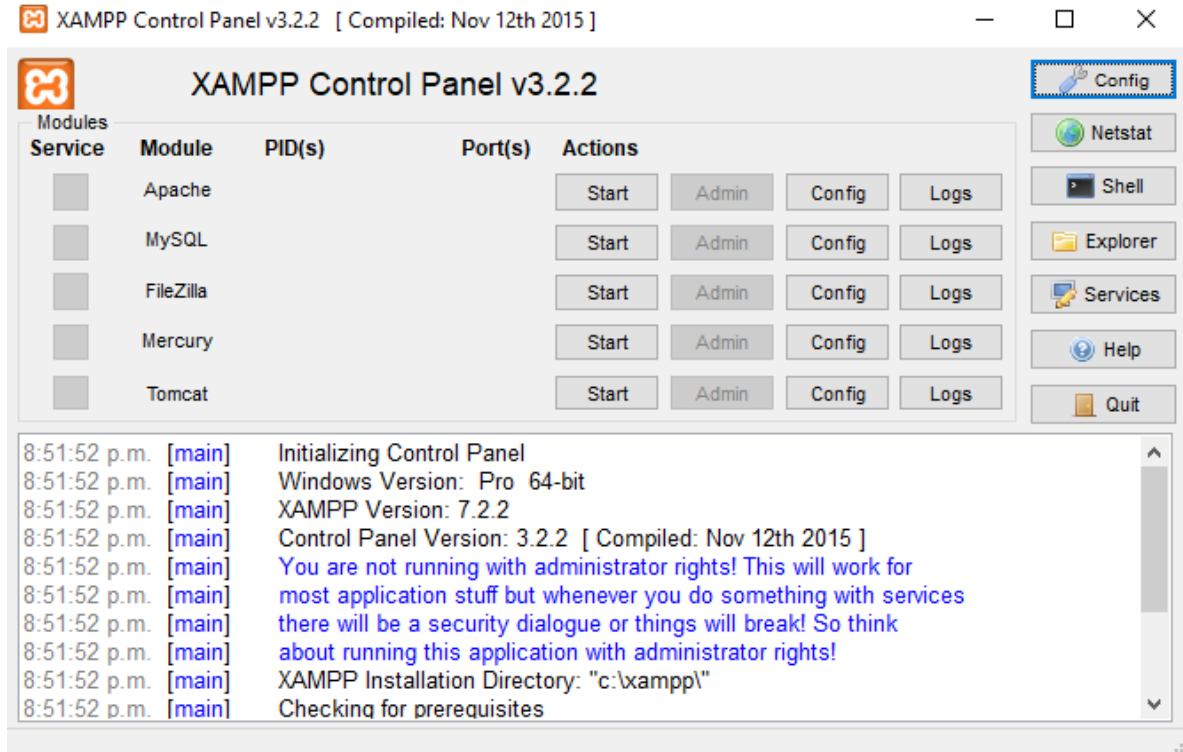 XAMPP Control Panel v3.2.2 [ Compiled: Nov 12th 2015 ]
XAMPP Control Panel v3.2.2
Config
Modules
Service Module PID(s) Port(s) Actions
Netstat
Apache Start Admin Config Logs
Shell
MySQL Start Admin Config Logs
Explorer
FileZilla Start Admin Config Logs
Services
Mercury Start Admin Config Logs
Help
Tomcat Start Admin Config Logs
Quit
8:51:52 p.m. [main] Initializing Control Panel
8:51:52 p.m. [main] Windows Version: Pro 64-bit
8:51:52 p.m. [main] XAMPP Version: 7.2.2
8:51:52 p.m. [main] Control Panel Version: 3.2.2 [ Compiled: Nov 12th 2015 ]
8:51:52 p.m. [main] You are not running with administrator rights! This will work for
8:51:52 p.m. [main] most application stuff but whenever you do something with services
8:51:52 p.m. [main] there will be a security dialogue or things will break! So think
8:51:52 p.m. [main] about running this application with administrator rights!
8:51:52 p.m. [main] XAMPP Installation Directory: "c:\xampp\"
8:51:52 p.m. [main] Checking for prerequisites